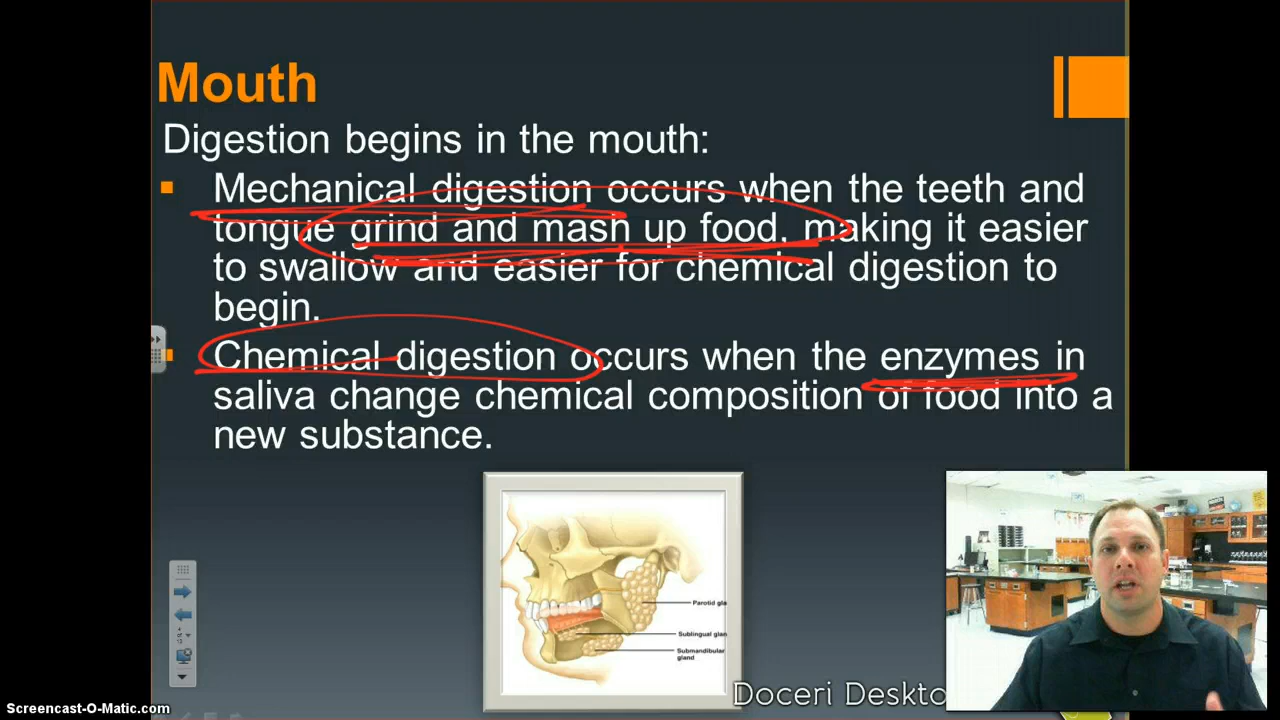 Mouth
Digestion begins in the mouth:
Mechanical digestion occurs when the teeth and
tongue grind and mash up food, making it easier
to swallow and easier for chemical digestion to
begin.
Chemical digestion occurs when the enzymes in
saliva change chemical composition of food into a
new substance.
Parotid gla
Sublingual glan
Submandibular
gland
Doceri Deskto
Screencast-O-Matic.com